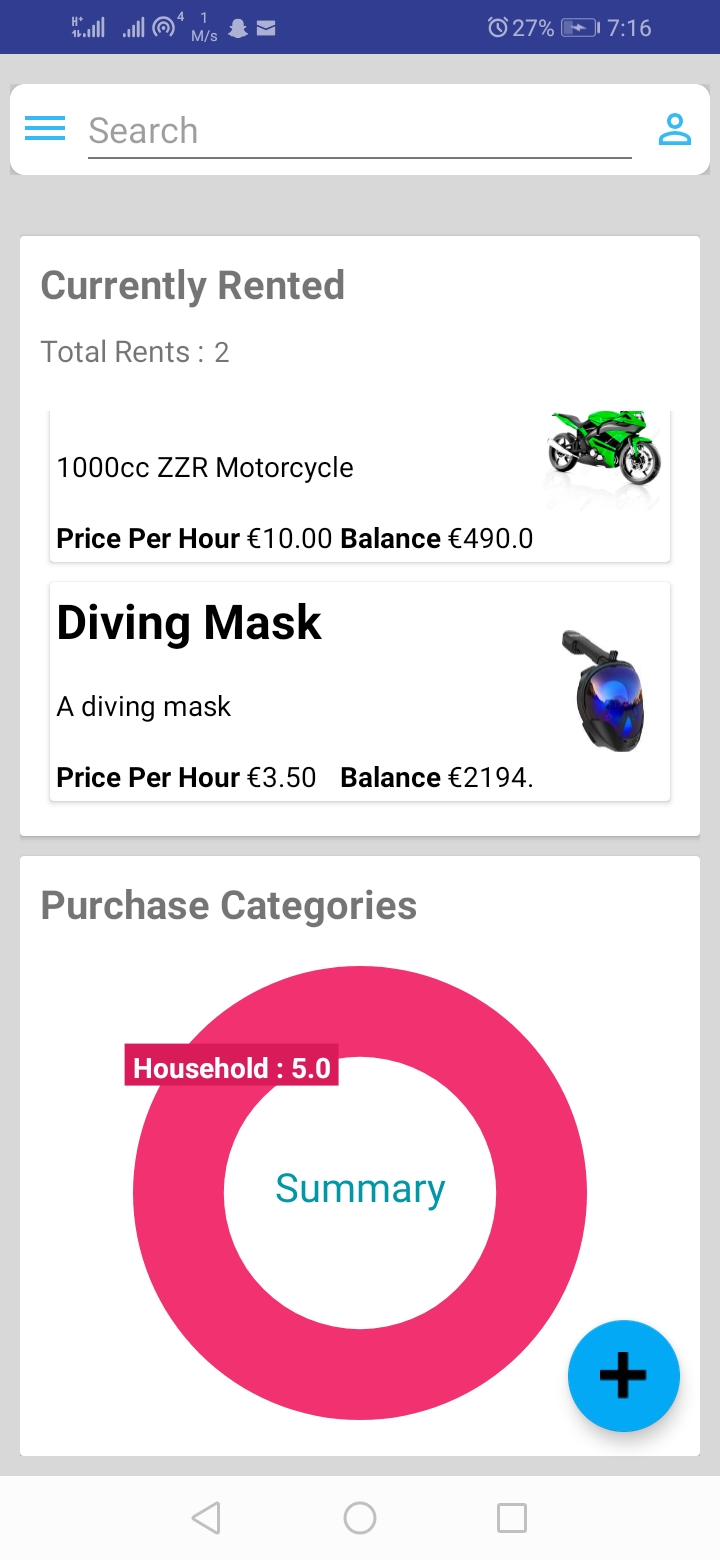 H+ 4 1 M/s 27% 7:16
Search
Currently Rented
Total Rents : 2
1000cc ZZR Motorcycle
Price Per Hour €10.00 Balance €490.0
Diving Mask
A diving mask
Price Per Hour €3.50 Balance €2194.
Purchase Categories
Household : 5.0
Summary